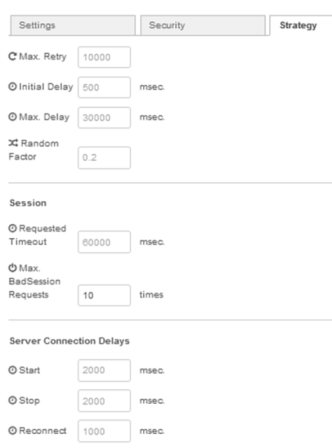 Settings Security Strategy
Max. Retry 10000
Initial Delay 500 msec.
Max. Delay 30000 msec.
Random
Factor 0.2
Session
Requested
Timeout 60000 msec.
Max.
BadSession
Requests 10 times
Server Connection Delays
Start 2000 msec.
Stop 2000 msec.
Reconnect 1000 msec.